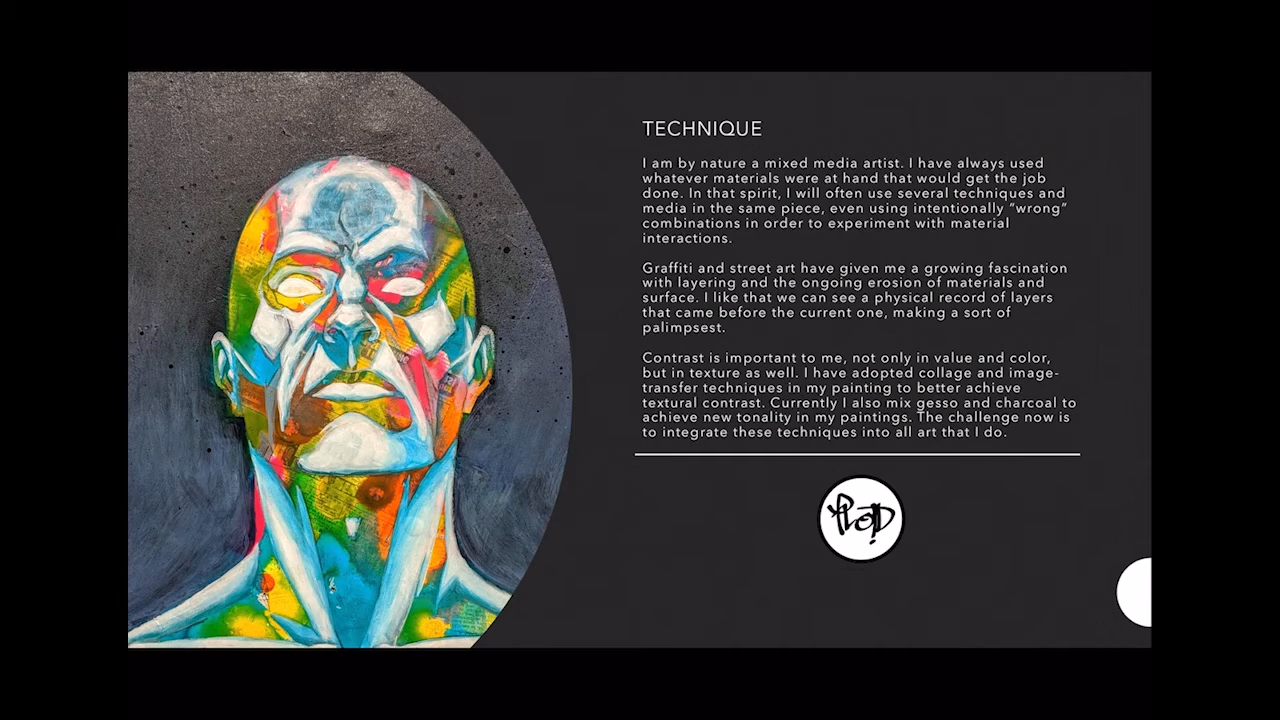 TECHNIQUE
I am by nature a mixed media artist. I have always used
whatever materials were at hand that would get the job
done. In that spirit, I will often use several techniques and
media in the same piece, even using intentionally “wrong”
combinations in order to experiment with material
interactions.
Graffiti and street art have given me a growing fascination
with layering and the ongoing erosion of materials and
surface. I like that we can see a physical record of layers
that came before the current one, making a sort of
palimpsest.
Contrast is important to me, not only in value and color,
but in texture as well. I have adopted collage and image-
transfer techniques in my painting to better achieve
textural contrast. Currently I also mix gesso and charcoal to
achieve new tonality in my paintings. The challenge now is
to integrate these techniques into all art that I do.